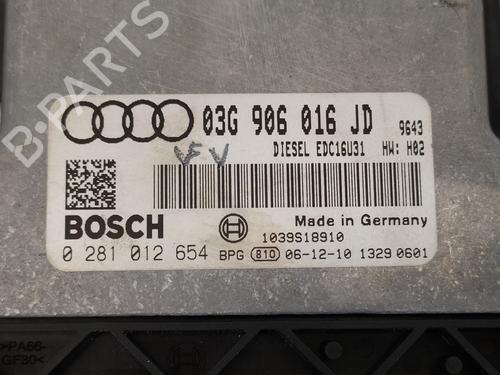 03G 906 016 JD 9643
DIESEL EDC16U31 HW: H02
VFV
BOSCH
Made in Germany
1039S18910
0 281 012 654 BPG 810 06-12-10 1329 0601
>PA66-
GF30<
B-PARTS